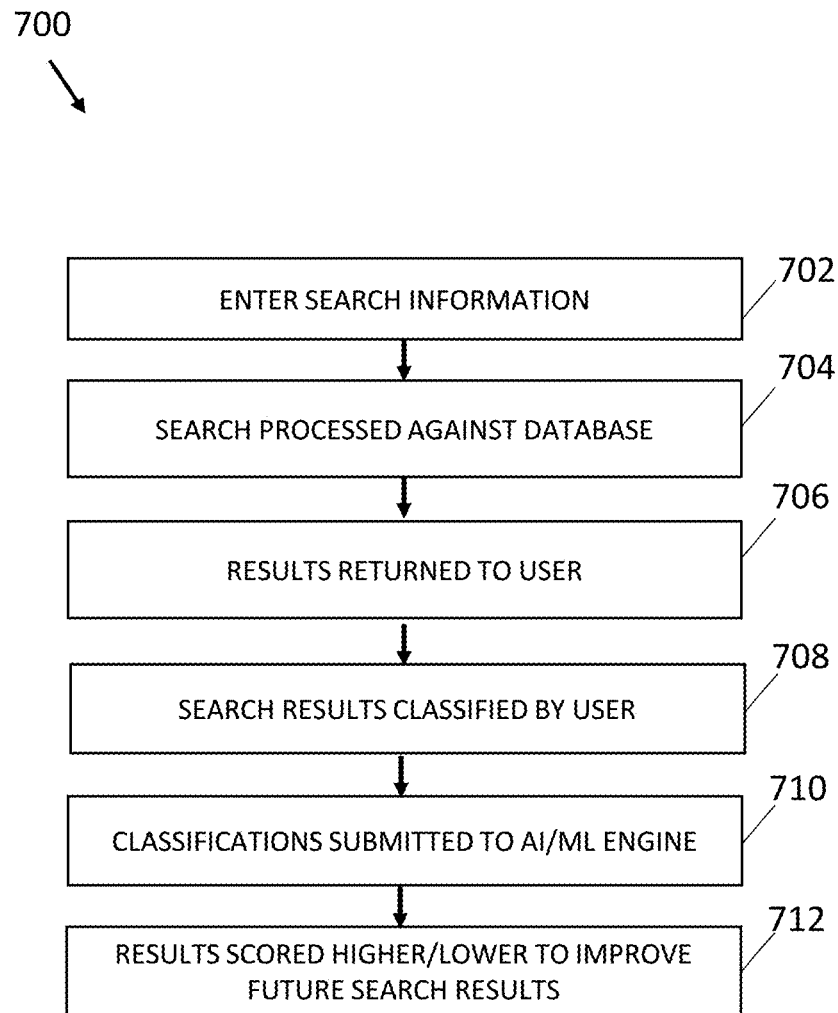 700
ENTER SEARCH INFORMATION
702
SEARCH PROCESSED AGAINST DATABASE
704
RESULTS RETURNED TO USER
706
SEARCH RESULTS CLASSIFIED BY USER
708
CLASSIFICATIONS SUBMITTED TO AI/ML ENGINE
710
RESULTS SCORED HIGHER/LOWER TO IMPROVE
FUTURE SEARCH RESULTS
712